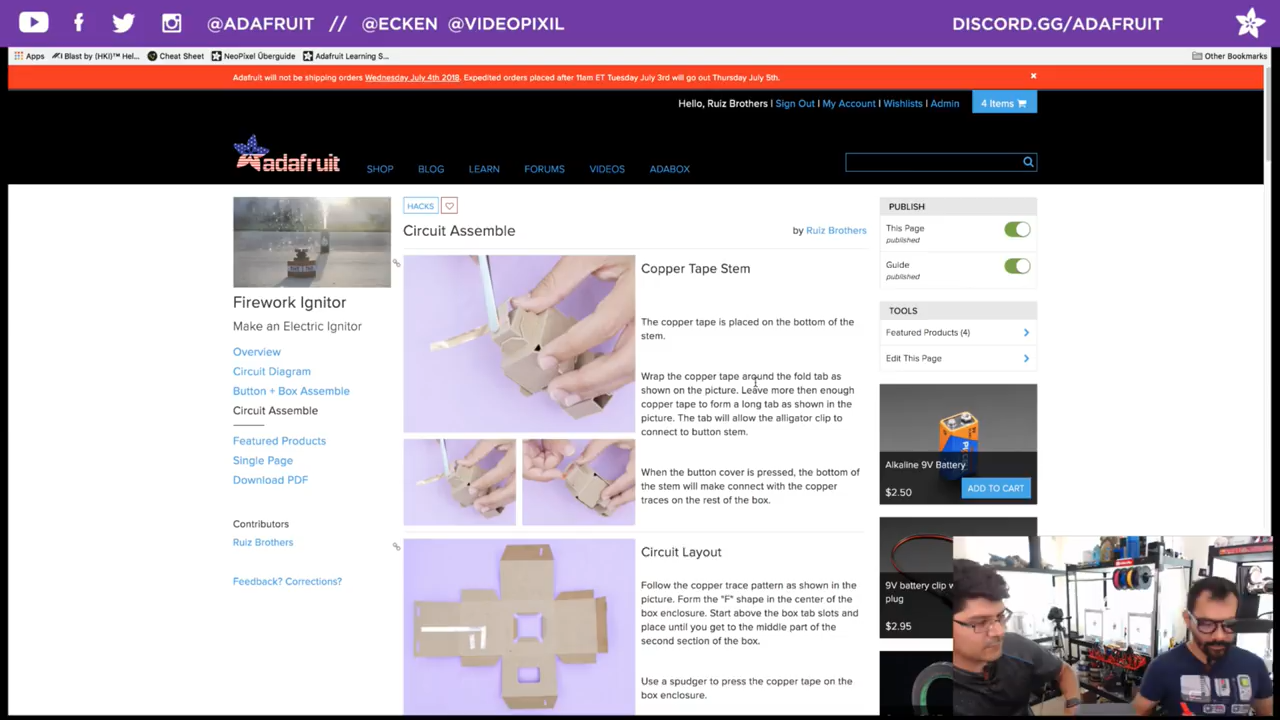 @ADAFRUIT // @ECKEN @VIDEOPIXIL
DISCORD.GG/ADAFRUIT
Apps
Blast by (HKI)™ Hel...
Cheat Sheet
NeoPixel Überguide
Adafruit Learning S...
Other Bookmarks
Adafruit will not be shipping orders Wednesday July 4th 2018. Expedited orders placed after 11am ET Tuesday July 3rd will go out Thursday July 5th.
Hello, Ruiz Brothers | Sign Out | My Account | Wishlists | Admin
4 Items
adafruit
SHOP
BLOG
LEARN
FORUMS
VIDEOS
ADABOX
Firework Ignitor
Make an Electric Ignitor
Overview
Circuit Diagram
Button + Box Assemble
Circuit Assemble
Featured Products
Single Page
Download PDF
Contributors
Ruiz Brothers
Feedback? Corrections?
HACKS
Circuit Assemble
by Ruiz Brothers
Copper Tape Stem
The copper tape is placed on the bottom of the
stem.
Wrap the copper tape around the fold tab as
shown on the picture. Leave more then enough
copper tape to form a long tab as shown in the
picture. The tab will allow the alligator clip to
connect to button stem.
When the button cover is pressed, the bottom of
the stem will make connect with the copper
traces on the rest of the box.
Circuit Layout
Follow the copper trace pattern as shown in the
picture. Form the "F" shape in the center of the
box enclosure. Start above the box tab slots and
place until you get to the middle part of the
second section of the box.
Use a spudger to press the copper tape on the
box enclosure.
PUBLISH
This Page
published
Guide
published
TOOLS
Featured Products (4)
Edit This Page
Alkaline 9V Battery
$2.50
ADD TO CART
9V battery clip w
plug
$2.95